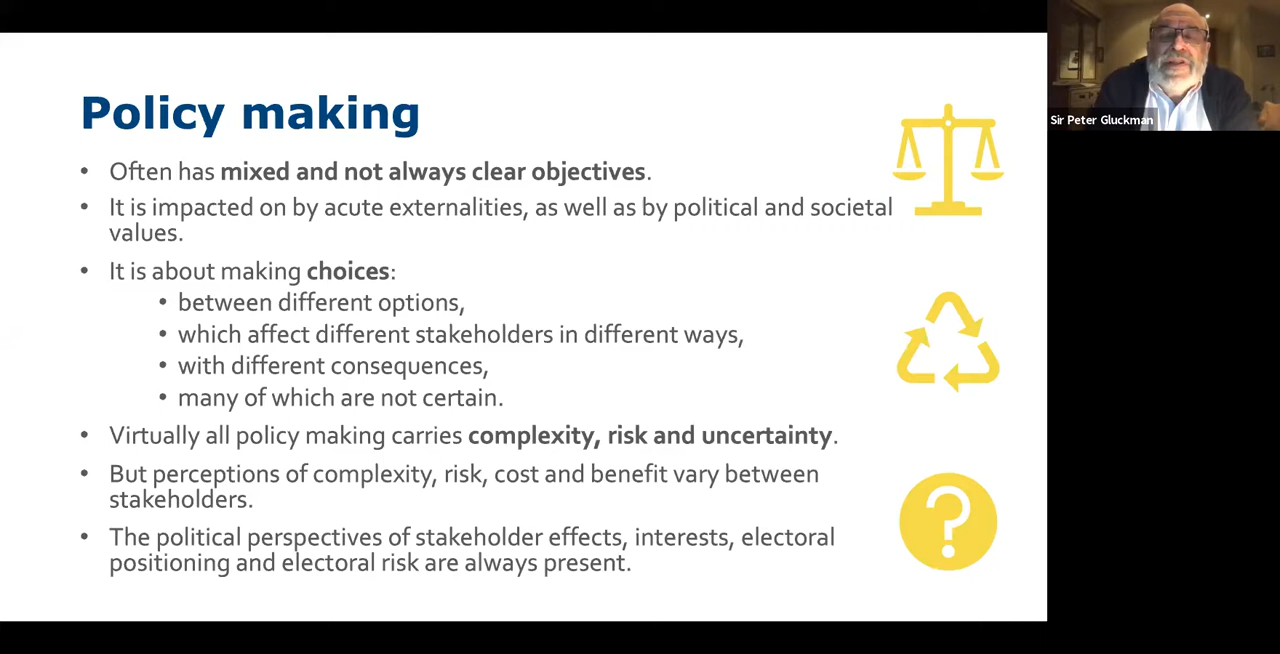 Policy making
• Often has mixed and not always clear objectives.
• It is impacted on by acute externalities, as well as by political and societal
values.
• It is about making choices:
• between different options,
• which affect different stakeholders in different ways,
• with different consequences,
• many of which are not certain.
• Virtually all policy making carries complexity, risk and uncertainty.
• But perceptions of complexity, risk, cost and benefit vary between
stakeholders.
• The political perspectives of stakeholder effects, interests, electoral
positioning and electoral risk are always present.
?
Sir Peter Gluckman